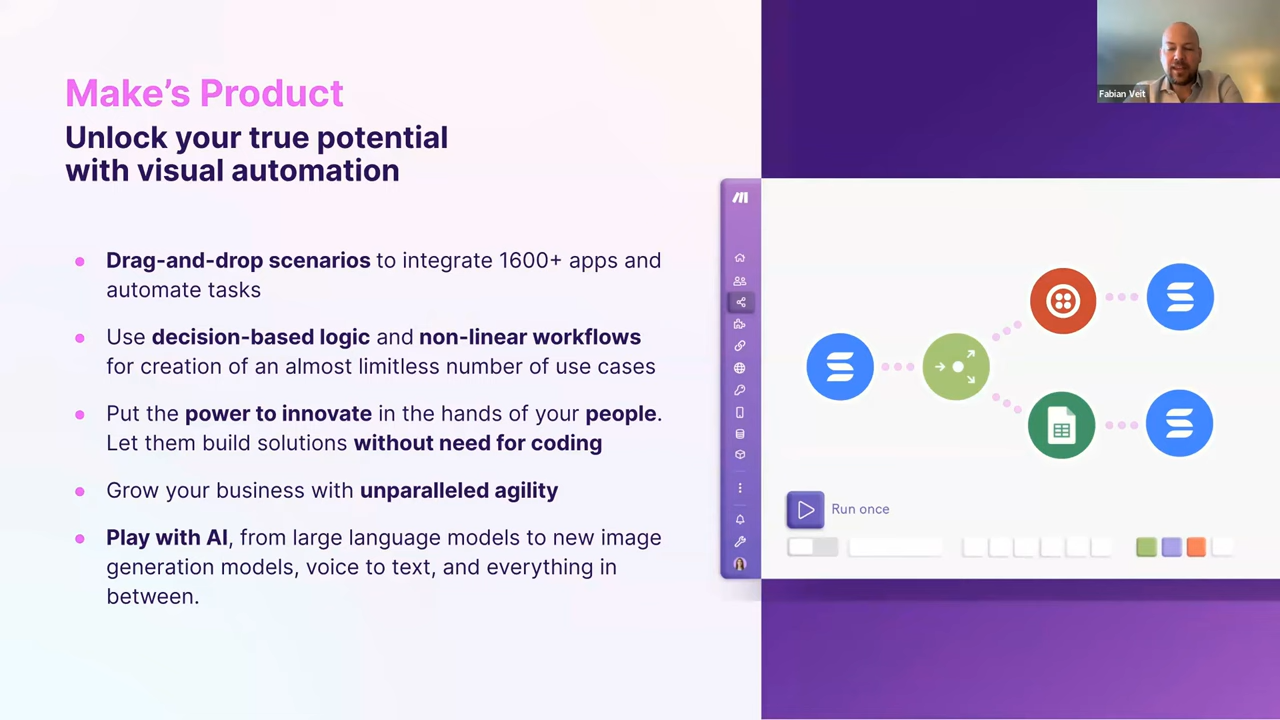 Make's Product
Unlock your true potential
with visual automation
Drag-and-drop scenarios to integrate 1600+ apps and
automate tasks
Use decision-based logic and non-linear workflows
for creation of an almost limitless number of use cases
Put the power to innovate in the hands of your people.
Let them build solutions without need for coding
Grow your business with unparalleled agility
Play with AI, from large language models to new image
generation models, voice to text, and everything in
between.
Fabian Veit
Run once